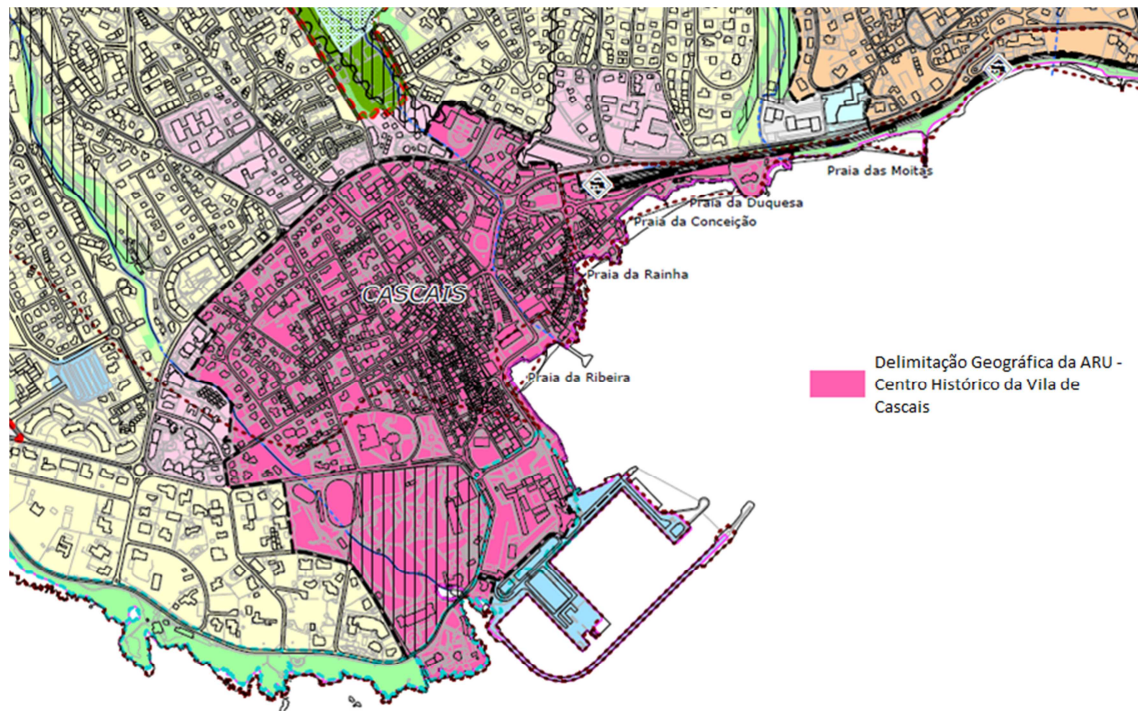 Praia das Moitas
Praia da Duquesa
Praia da Conceição
Praia da Rainha
CASCAIS
Praia da Ribeira
Delimitação Geográfica da ARU -
Centro Histórico da Vila de
Cascais